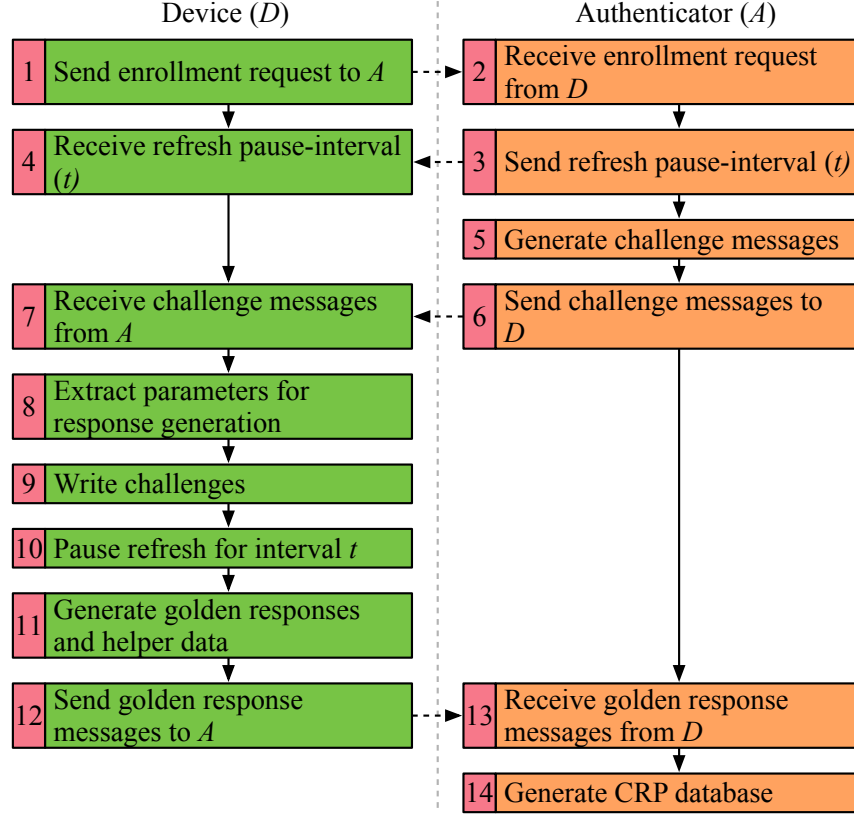 Device (D)
Authenticator (A)
1 Send enrollment request to A
2 Receive enrollment request
from D
4 Receive refresh pause-interval
(t)
3 Send refresh pause-interval (t)
5 Generate challenge messages
7 Receive challenge messages
from A
6 Send challenge messages to
D
8 Extract parameters for
response generation
9 Write challenges
10 Pause refresh for interval t
11 Generate golden responses
and helper data
12 Send golden response
messages to A
13 Receive golden response
messages from D
14 Generate CRP database